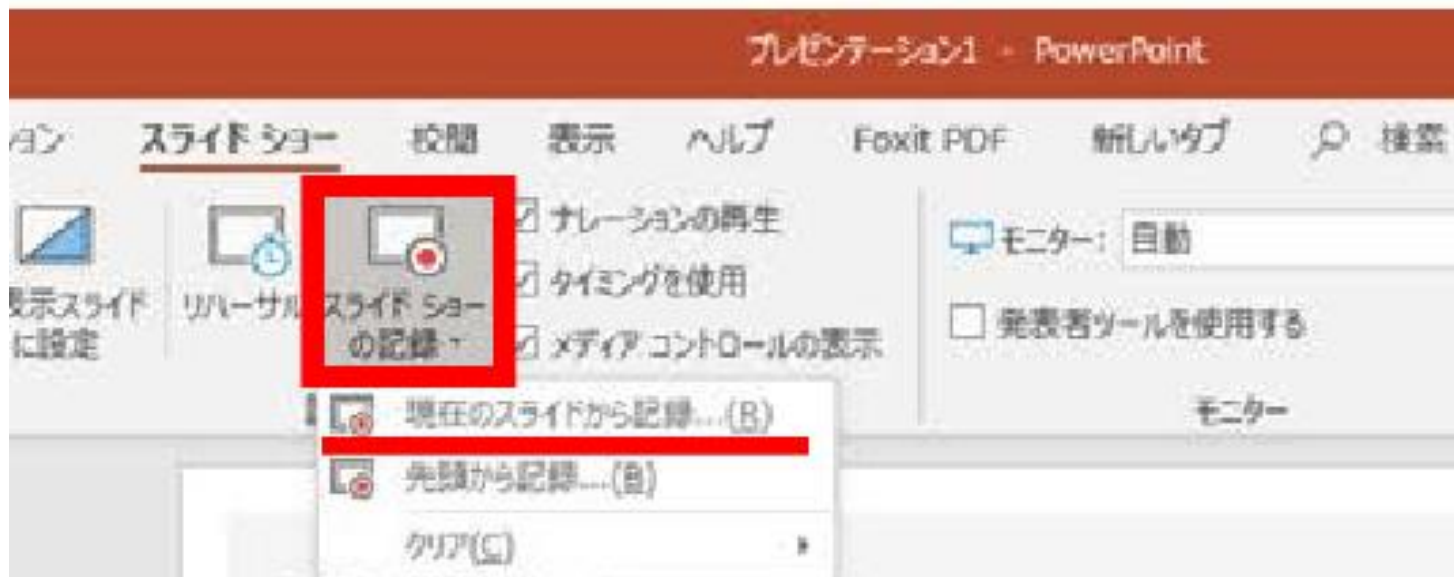 プレゼンテーション1 - PowerPoint
ション スライド ショー 校閲 表示 ヘルプ Foxit PDF 新しいタブ 検索
表示スライド
に設定
リハーサル
スライド ショー
の記録
ナレーションの再生
タイミングを使用
メディア コントロールの表示
モニター: 自動
発表者ツールを使用する
モニター
現在のスライドから記録...(R)
先頭から記録...(B)
クリア(C)